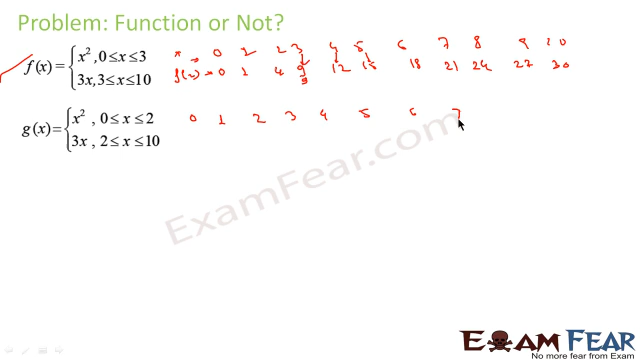 Problem: Function or Not?
f(x) = { x², 0 ≤ x ≤ 3
3x, 3 ≤ x ≤ 10
x = 0 1 2 3 4 5 6 7 8 9 10
f(x) = 0 1 4 9 12 15 18 21 24 27 30
9
g(x) = { x² , 0 ≤ x ≤ 2
3x , 2 ≤ x ≤ 10
0 1 2 3 4 5 6 7
ExamFear.com
EXAM FEAR
No more fear from Exam